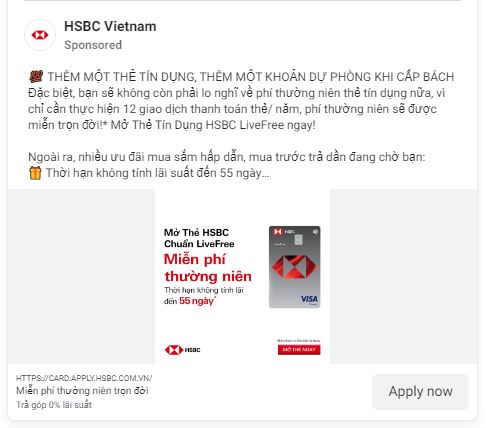 HSBC Vietnam
Sponsored
💯 THÊM MỘT THẺ TÍN DỤNG, THÊM MỘT KHOẢN DỰ PHÒNG KHI CẤP BÁCH
Đặc biệt, bạn sẽ không còn phải lo nghĩ về phí thường niên thẻ tín dụng nữa, vì
chỉ cần thực hiện 12 giao dịch thanh toán thẻ/ năm, phí thường niên sẽ được
miễn trọn đời!* Mở Thẻ Tín Dụng HSBC LiveFree ngay!
Ngoài ra, nhiều ưu đãi mua sắm hấp dẫn, mua trước trả dần đang chờ bạn:
🎁 Thời hạn không tính lãi suất đến 55 ngày...
Mở Thẻ HSBC
Chuẩn LiveFree
Miễn phí
thường niên
Thời hạn không tính lãi
đến 55 ngày*
HSBC
VISA
HSBC
MỞ THẺ NGAY
HTTPS://CARD.APPLY.HSBC.COM.VN/
Miễn phí thường niên trọn đời
Trả góp 0% lãi suất
Apply now